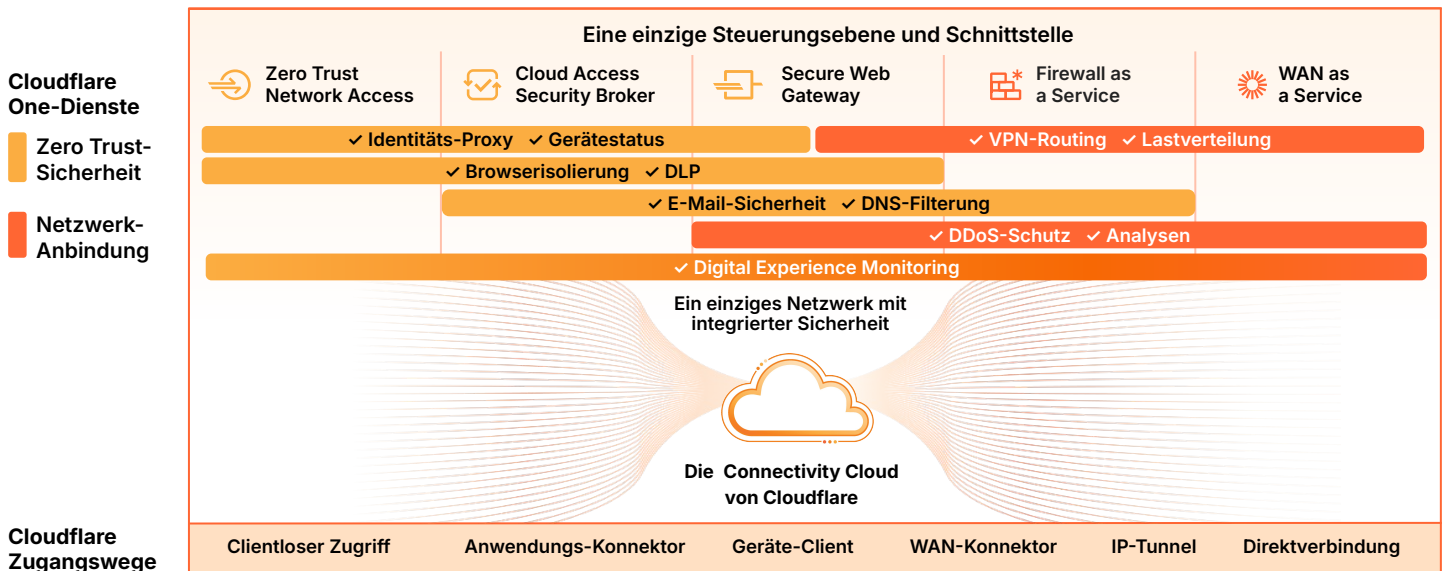 Eine einzige Steuerungsebene und Schnittstelle
Cloudflare
One-Dienste
Zero Trust-
Sicherheit
Netzwerk-
Anbindung
Zero Trust
Network Access
Cloud Access
Security Broker
Secure Web
Gateway
Firewall as
a Service
WAN as
a Service
✓ Identitäts-Proxy ✓ Gerätestatus
✓ VPN-Routing ✓ Lastverteilung
✓ Browserisolierung ✓ DLP
✓ E-Mail-Sicherheit ✓ DNS-Filterung
✓ DDoS-Schutz ✓ Analysen
✓ Digital Experience Monitoring
Ein einziges Netzwerk mit
integrierter Sicherheit
Die Connectivity Cloud
von Cloudflare
Cloudflare
Zugangswege
Clientloser Zugriff
Anwendungs-Konnektor
Geräte-Client
WAN-Konnektor
IP-Tunnel
Direktverbindung